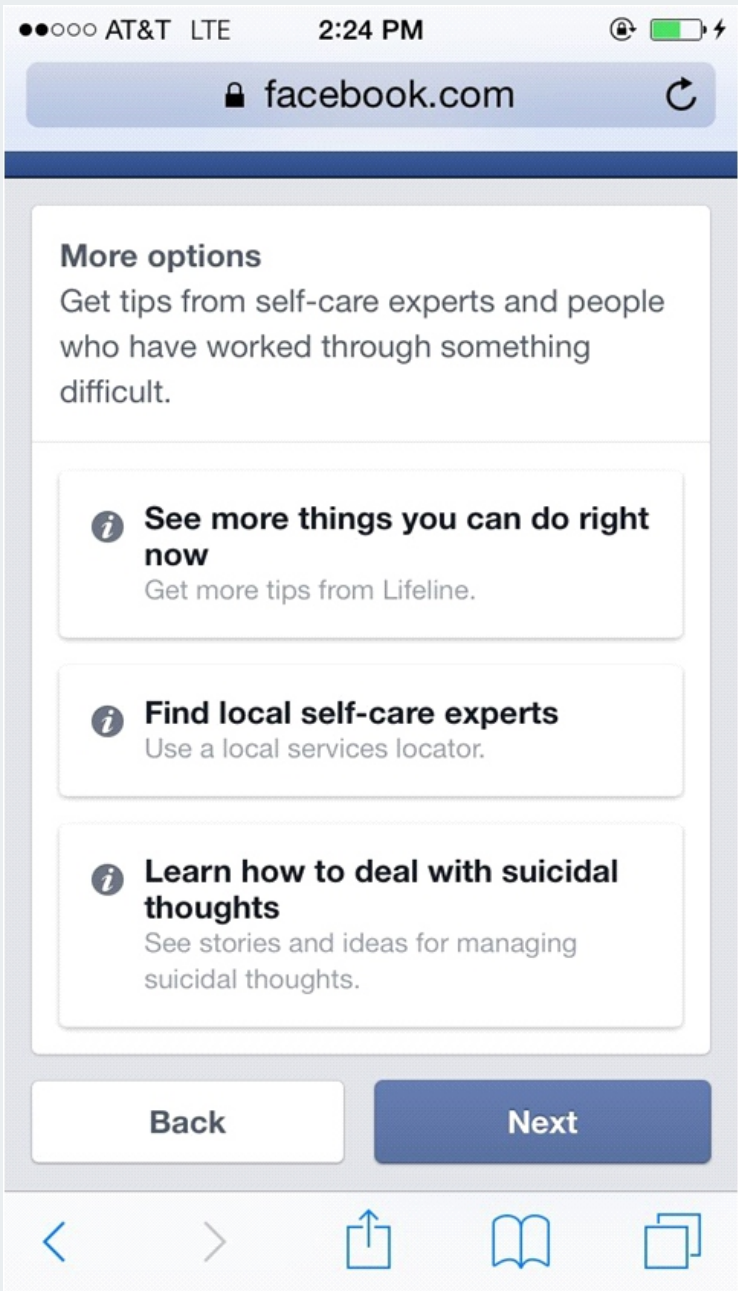 AT&T LTE 2:24 PM
facebook.com
More options
Get tips from self-care experts and people
who have worked through something
difficult.
See more things you can do right
now
Get more tips from Lifeline.
Find local self-care experts
Use a local services locator.
Learn how to deal with suicidal
thoughts
See stories and ideas for managing
suicidal thoughts.
Back Next